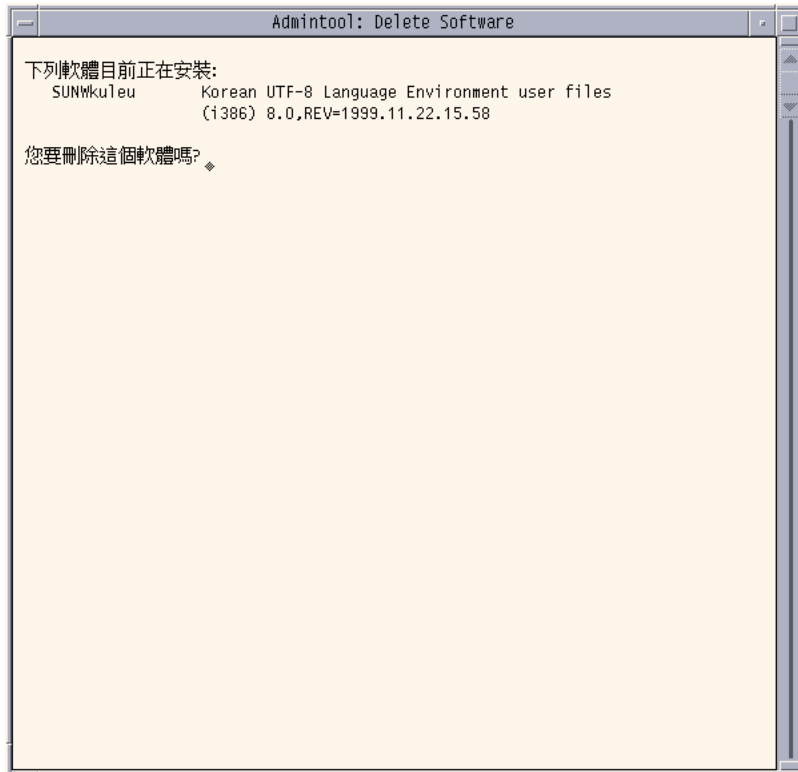 Admintool: Delete Software
下列軟體目前正在安裝:
SUNWkuleu Korean UTF-8 Language Environment user files
(i386) 8.0,REV=1999.11.22.15.58
您要刪除這個軟體嗎?